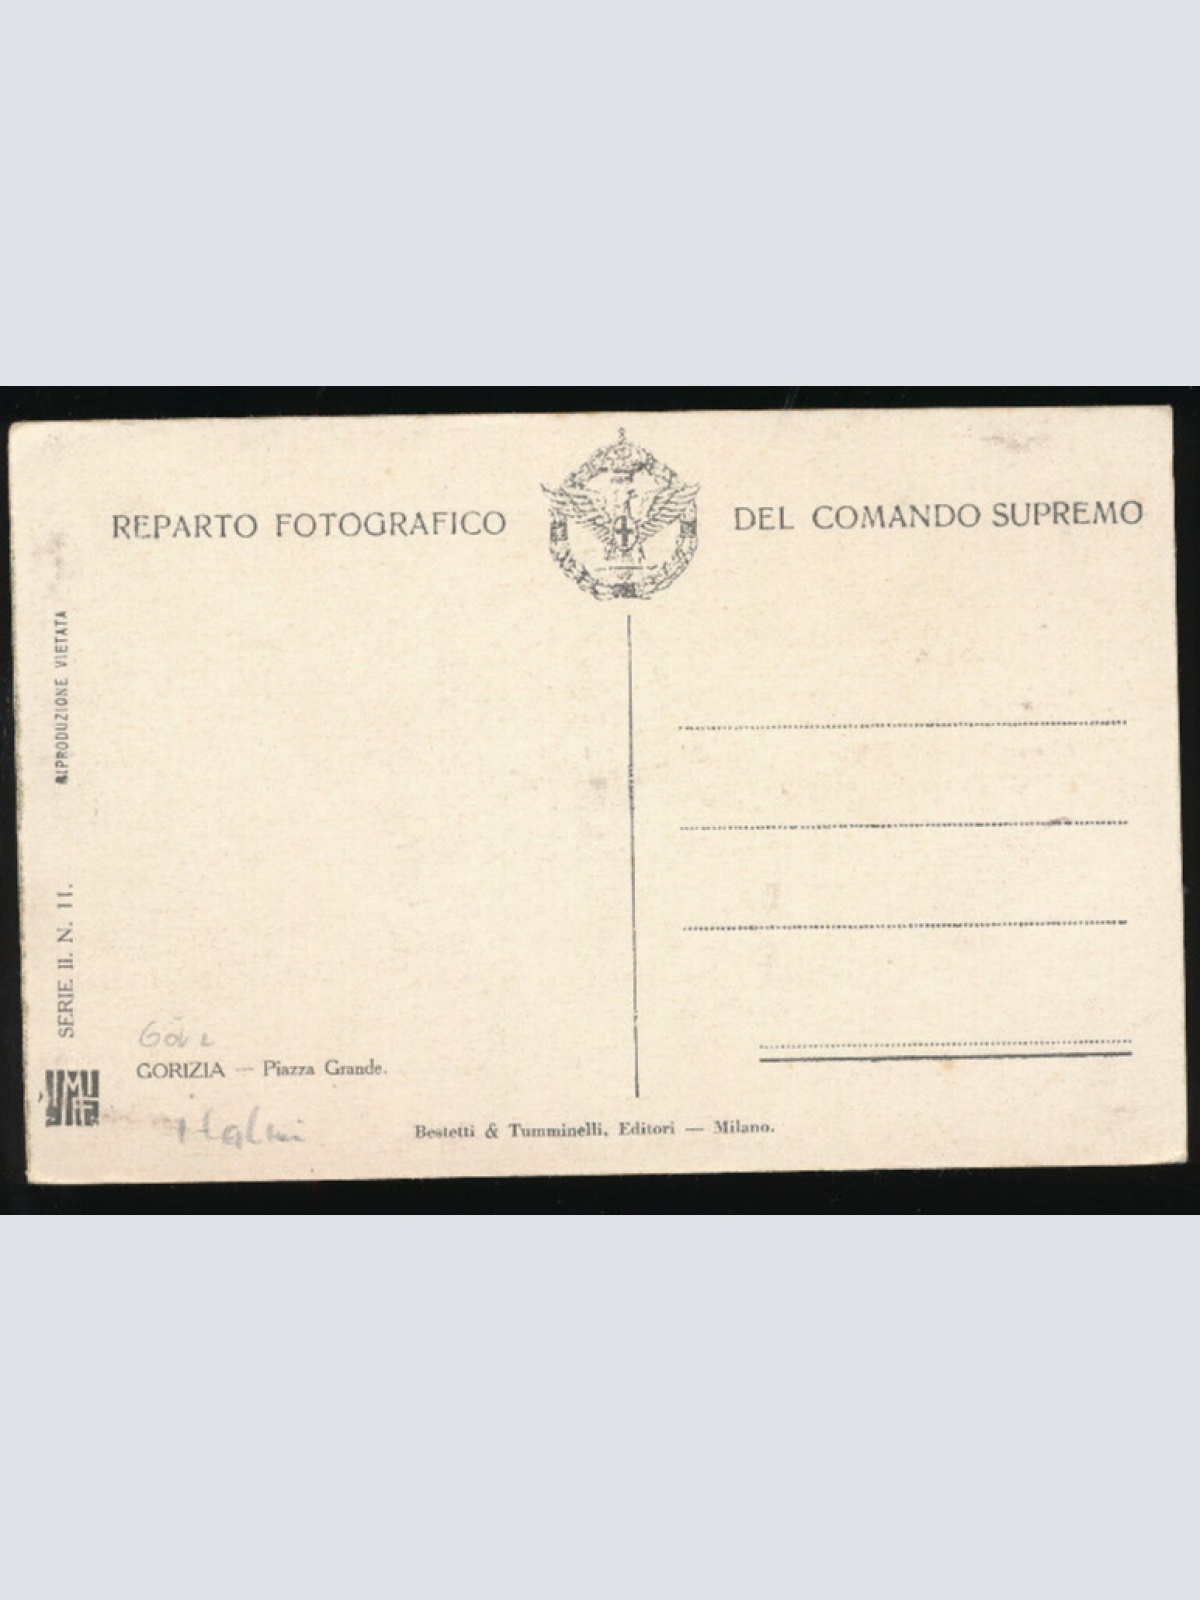 REPARTO FOTOGRAFICO DEL COMANDO SUPREMO
RIPRODUZIONE VIETATA
SERIE II. N. 11.
GORIZIA — Piazza Grande.
Bestetti & Tumminelli, Editori — Milano.